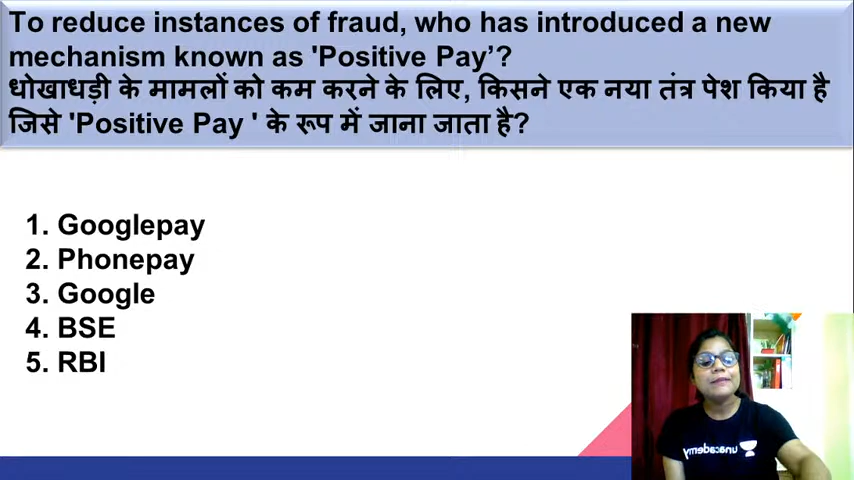 To reduce instances of fraud, who has introduced a new
mechanism known as 'Positive Pay’?
धोखाधड़ी के मामलों को कम करने के लिए, किसने एक नया तंत्र पेश किया है
जिसे 'Positive Pay ' के रूप में जाना जाता है?
1. Googlepay
2. Phonepay
3. Google
4. BSE
5. RBI
unacademy